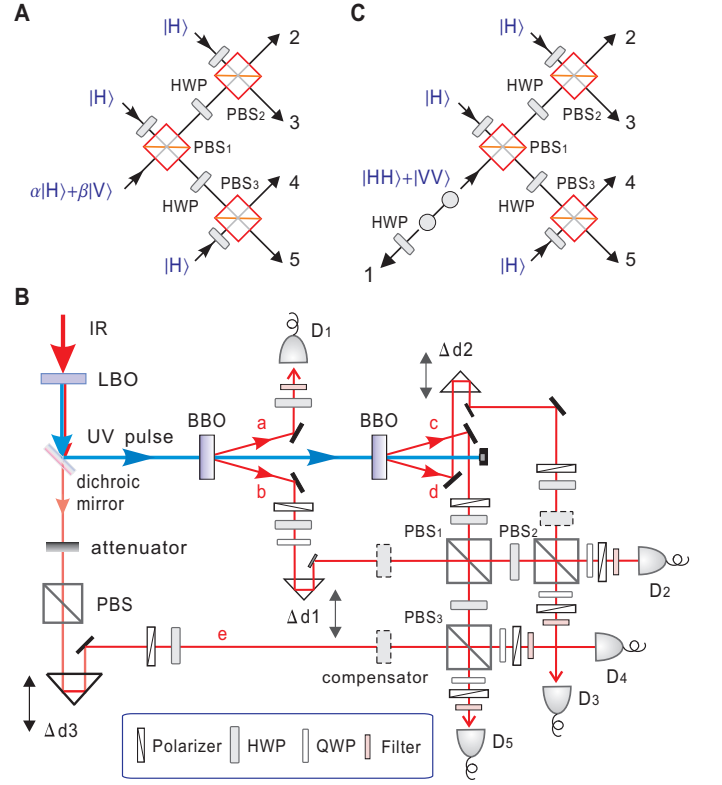 A
|H⟩
2
HWP
PBS2
3
|H⟩
PBS1
α|H⟩+β|V⟩
HWP
PBS3
4
|H⟩
5
C
|H⟩
2
HWP
PBS2
3
|H⟩
PBS1
|HH⟩+|VV⟩
HWP
1
HWP
PBS3
4
|H⟩
5
B
IR
LBO
UV pulse
dichroic
mirror
attenuator
PBS
Δd3
BBO
a
b
D1
Δd1
BBO
c
d
Δd2
PBS1
PBS2
D2
PBS3
D4
D3
D5
e
compensator
Polarizer
HWP
QWP
Filter